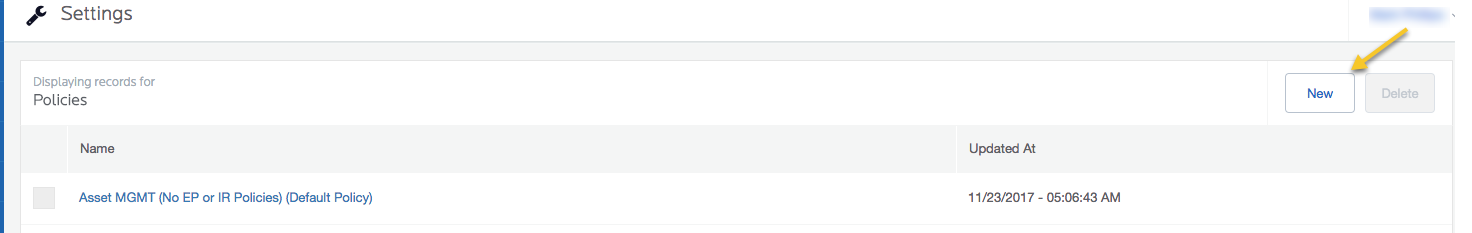 Settings
Displaying records for
Policies
New
Delete
Name
Updated At
Asset MGMT (No EP or IR Policies) (Default Policy)
11/23/2017 - 05:06:43 AM